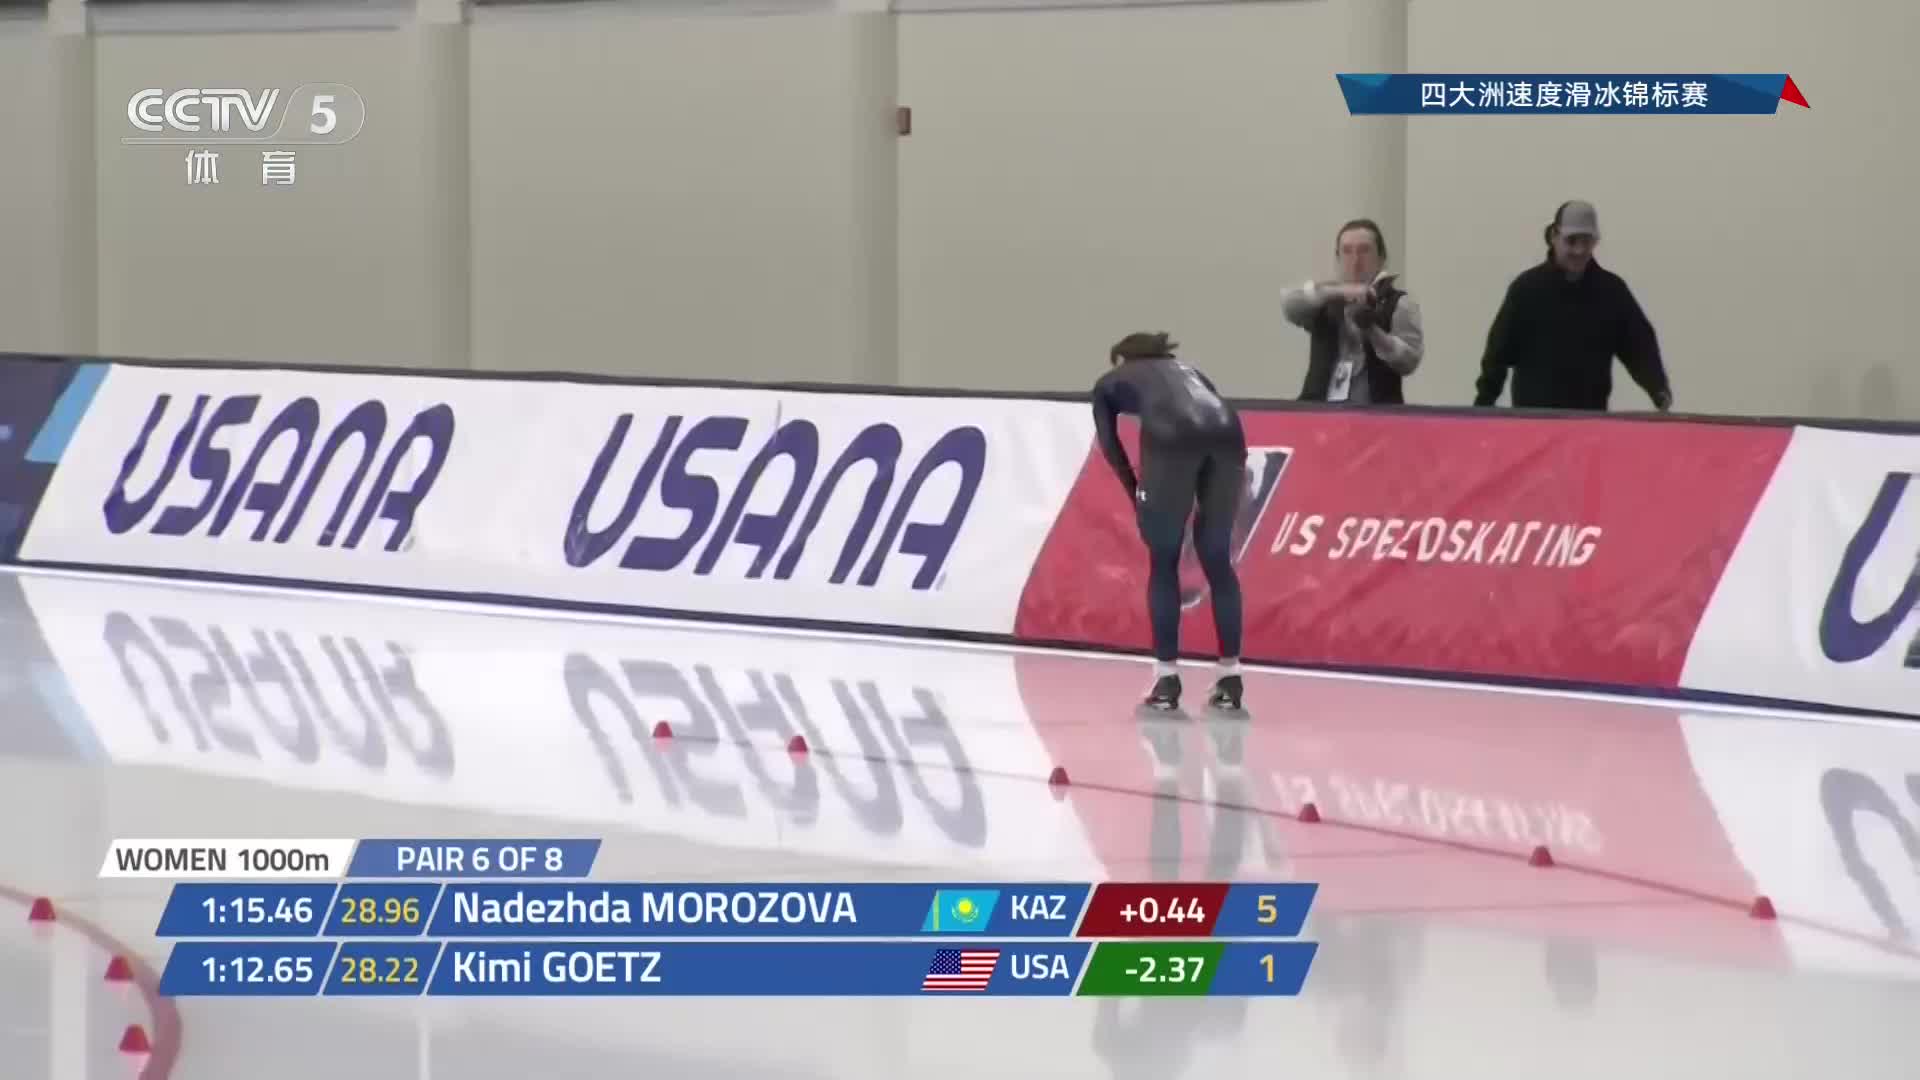 CCTV 5
体育
四大洲速度滑冰锦标赛
USANA USANA
US SPEEDSKATING
WOMEN 1000m PAIR 6 OF 8
1:15.46 28.96 Nadezhda MOROZOVA KAZ +0.44 5
1:12.65 28.22 Kimi GOETZ USA -2.37 1